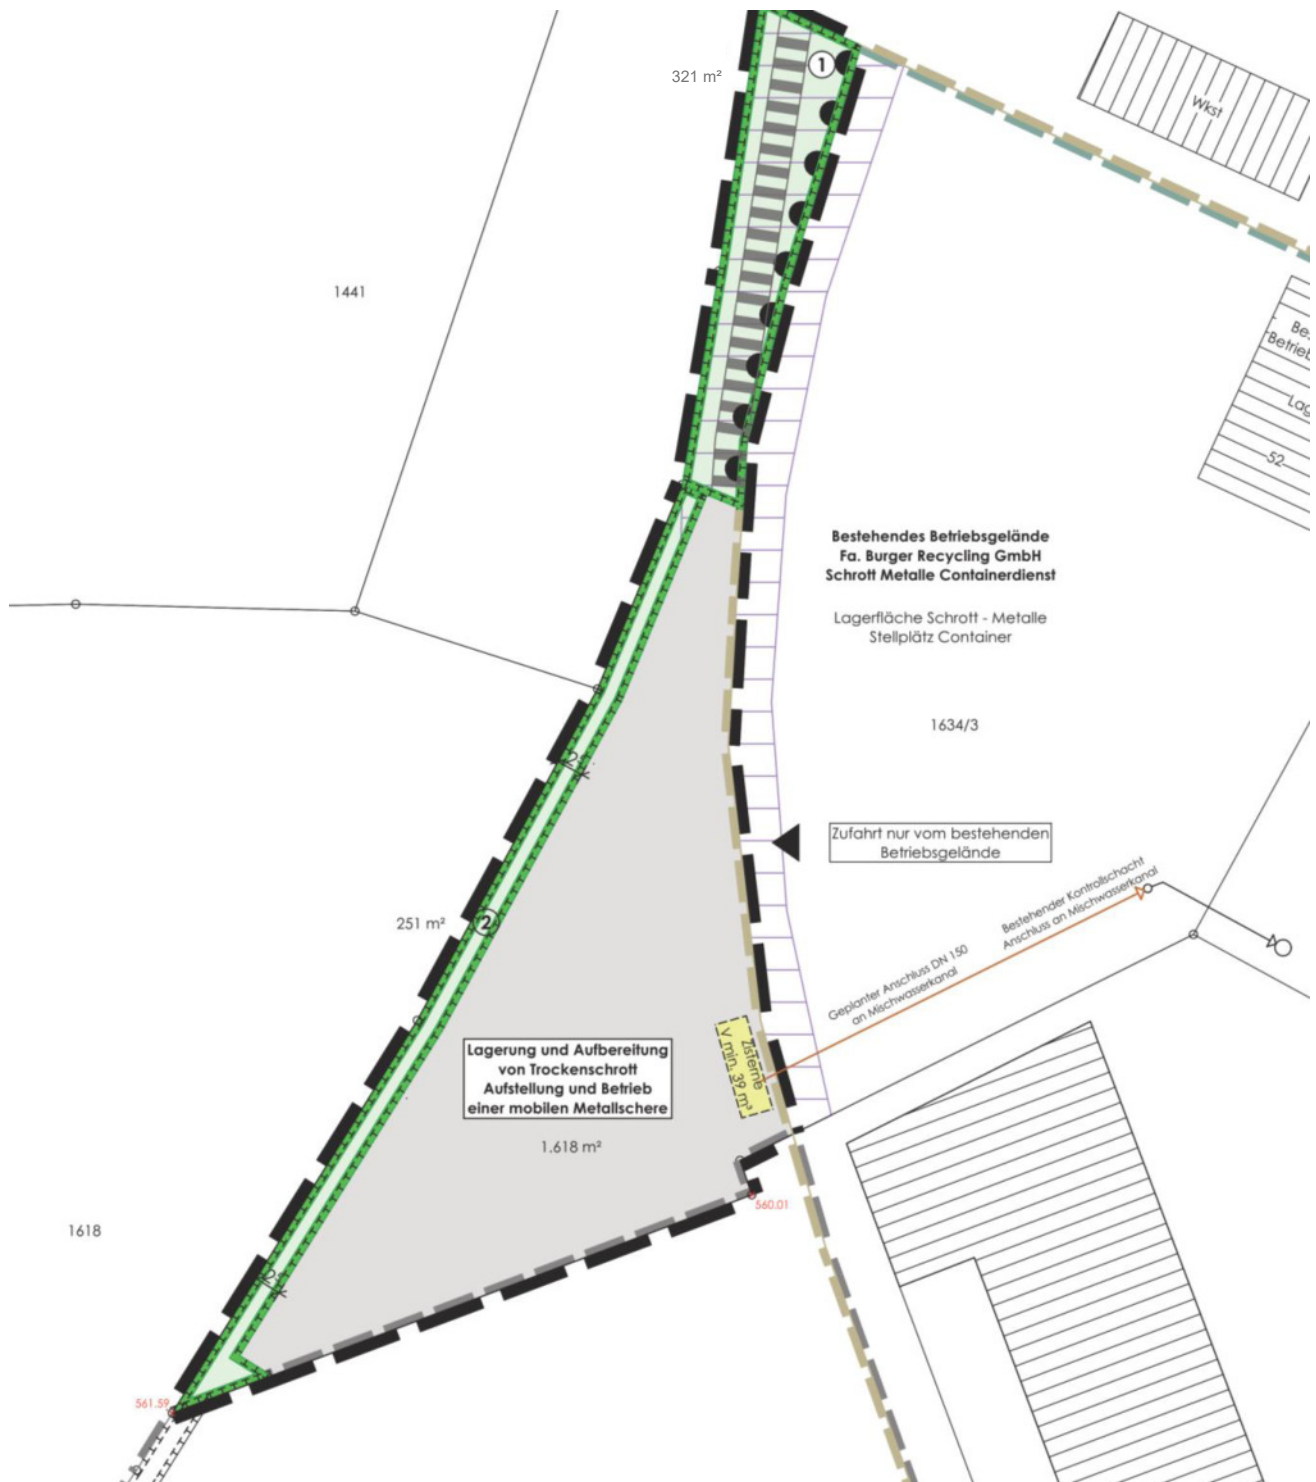 321 m²
1
Wkst
1441
52
Bestehendes Betriebsgelände
Fa. Burger Recycling GmbH
Schrott Metalle Containerdienst
Lagerfläche Schrott - Metalle
Stellplätz Container
1634/3
Zufahrt nur vom bestehenden
Betriebsgelände
251 m²
2
Bestehender Kontrollschacht
Anschluss an Mischwasserkanal
Geplanter Anschluss DN 150
an Mischwasserkanal
Zisterne
V min. 39 m³
Lagerung und Aufbereitung
von Trockenschrott
Aufstellung und Betrieb
einer mobilen Metallschere
1.618 m²
560.01
1618
561.59